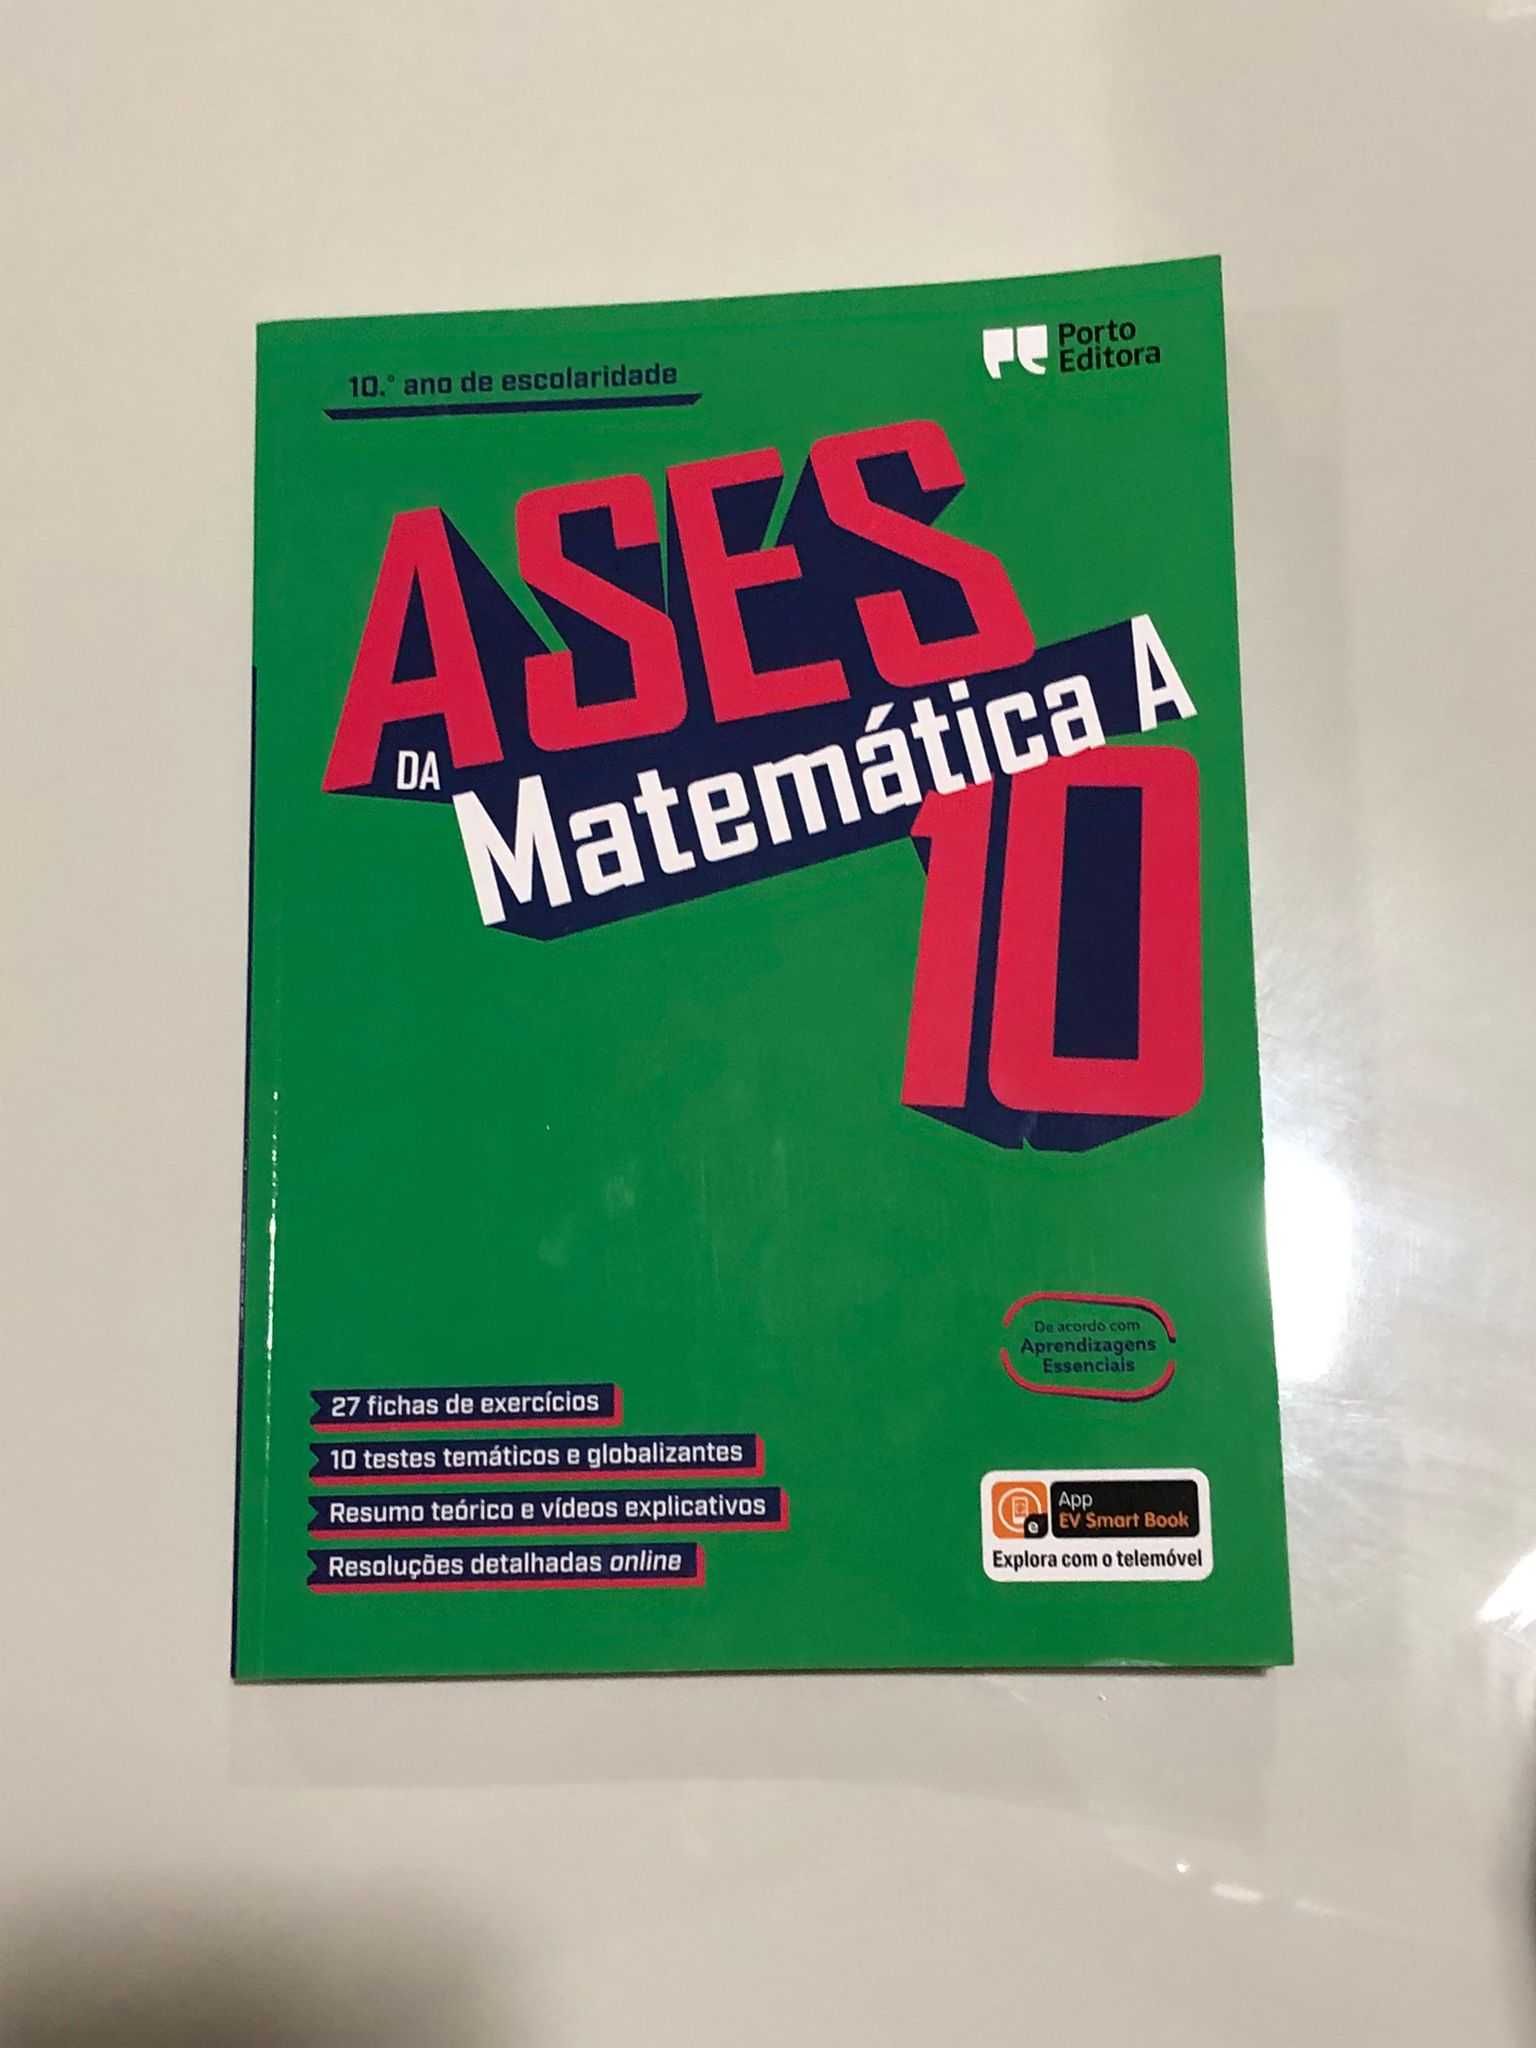 10.º ano de escolaridade
Porto
Editora
ASES
DA Matemática A
10
De acordo com
Aprendizagens
Essenciais
27 fichas de exercícios
10 testes temáticos e globalizantes
Resumo teórico e vídeos explicativos
Resoluções detalhadas online
e
App
EV Smart Book
Explora com o telemóvel